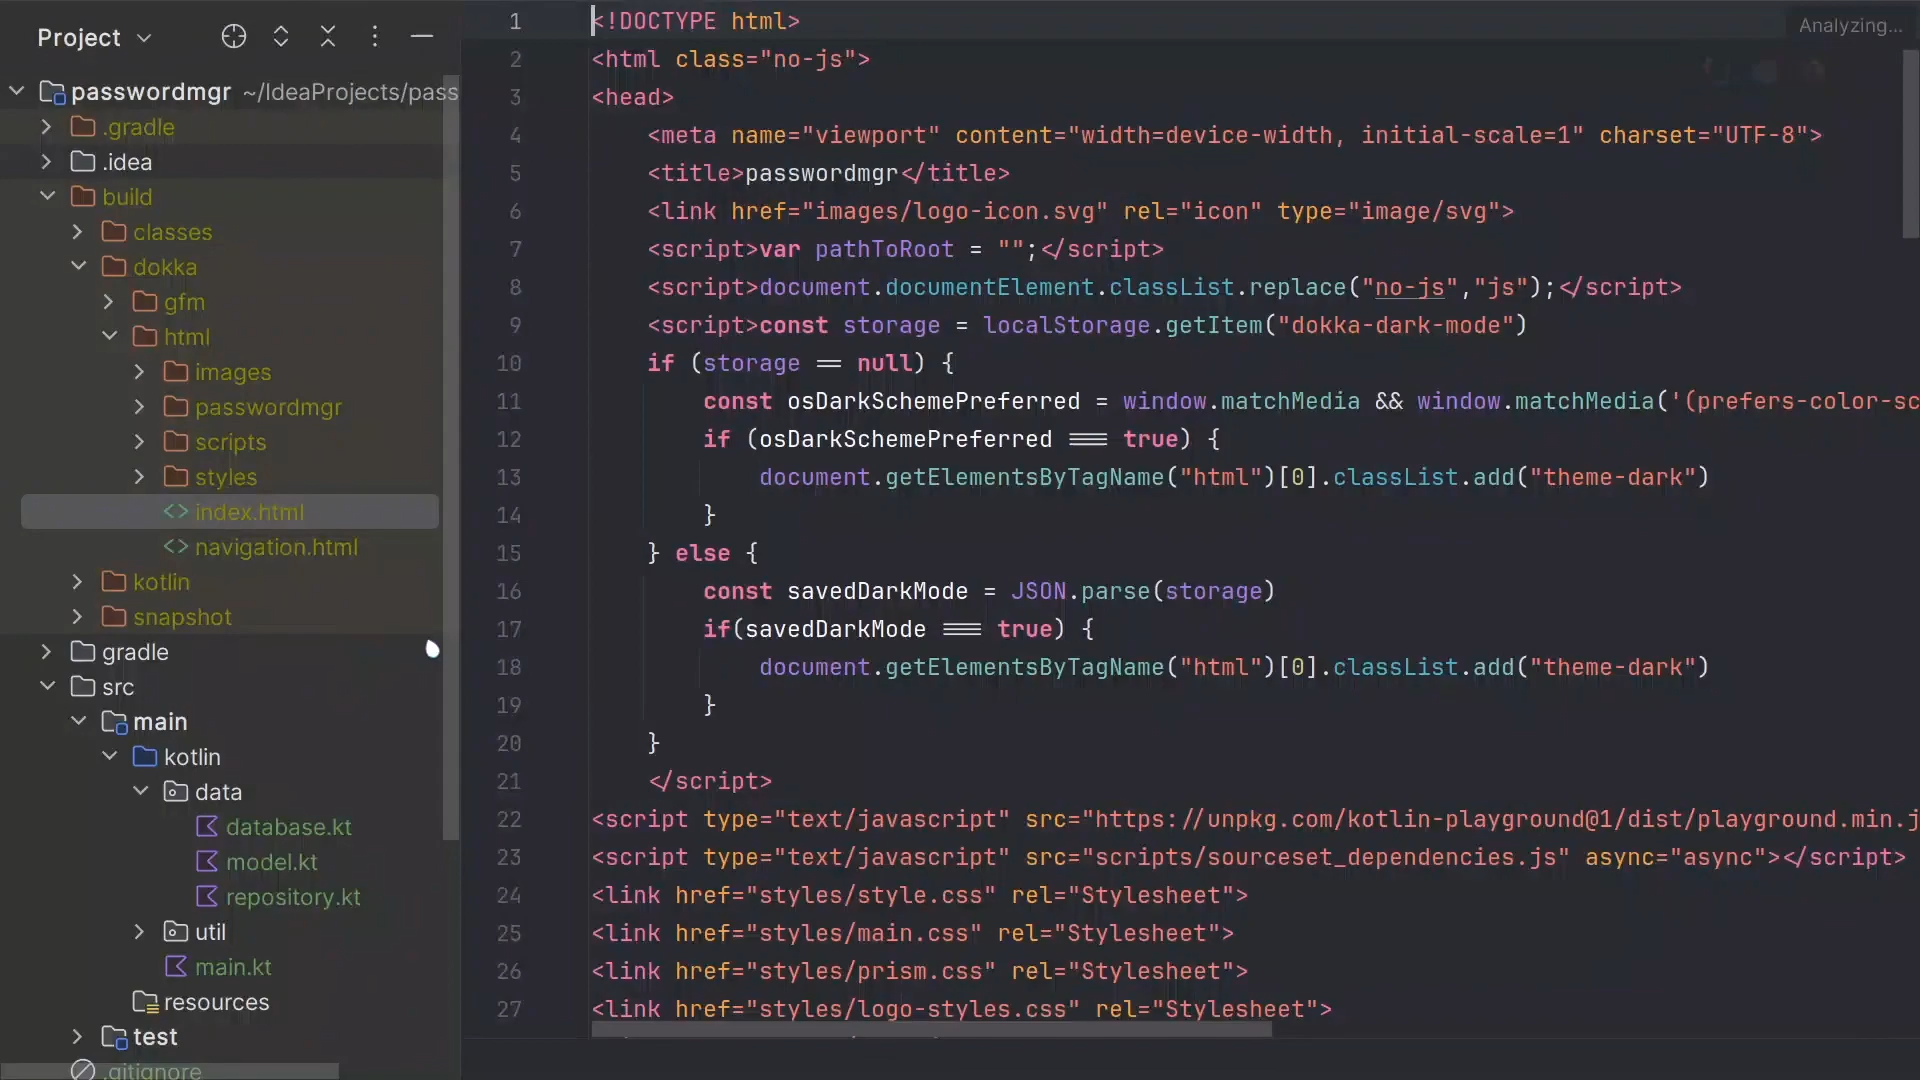 Project
passwordmgr ~/IdeaProjects/pass
.gradle
.idea
build
classes
dokka
gfm
html
images
passwordmgr
scripts
styles
<> index.html
<> navigation.html
kotlin
snapshot
gradle
src
main
kotlin
data
database.kt
model.kt
repository.kt
util
main.kt
resources
test
.gitignore
Analyzing...
1 <!DOCTYPE html>
2 <html class="no-js">
3 <head>
4 <meta name="viewport" content="width=device-width, initial-scale=1" charset="UTF-8">
5 <title>passwordmgr</title>
6 <link href="images/logo-icon.svg" rel="icon" type="image/svg">
7 <script>var pathToRoot = "";</script>
8 <script>document.documentElement.classList.replace("no-js","js");</script>
9 <script>const storage = localStorage.getItem("dokka-dark-mode")
10 if (storage == null) {
11 const osDarkSchemePreferred = window.matchMedia && window.matchMedia('(prefers-color-sc
12 if (osDarkSchemePreferred === true) {
13 document.getElementsByTagName("html")[0].classList.add("theme-dark")
14 }
15 } else {
16 const savedDarkMode = JSON.parse(storage)
17 if(savedDarkMode === true) {
18 document.getElementsByTagName("html")[0].classList.add("theme-dark")
19 }
20 }
21 </script>
22 <script type="text/javascript" src="https://unpkg.com/kotlin-playground@1/dist/playground.min.j
23 <script type="text/javascript" src="scripts/sourceset_dependencies.js" async="async"></script>
24 <link href="styles/style.css" rel="Stylesheet">
25 <link href="styles/main.css" rel="Stylesheet">
26 <link href="styles/prism.css" rel="Stylesheet">
27 <link href="styles/logo-styles.css" rel="Stylesheet">